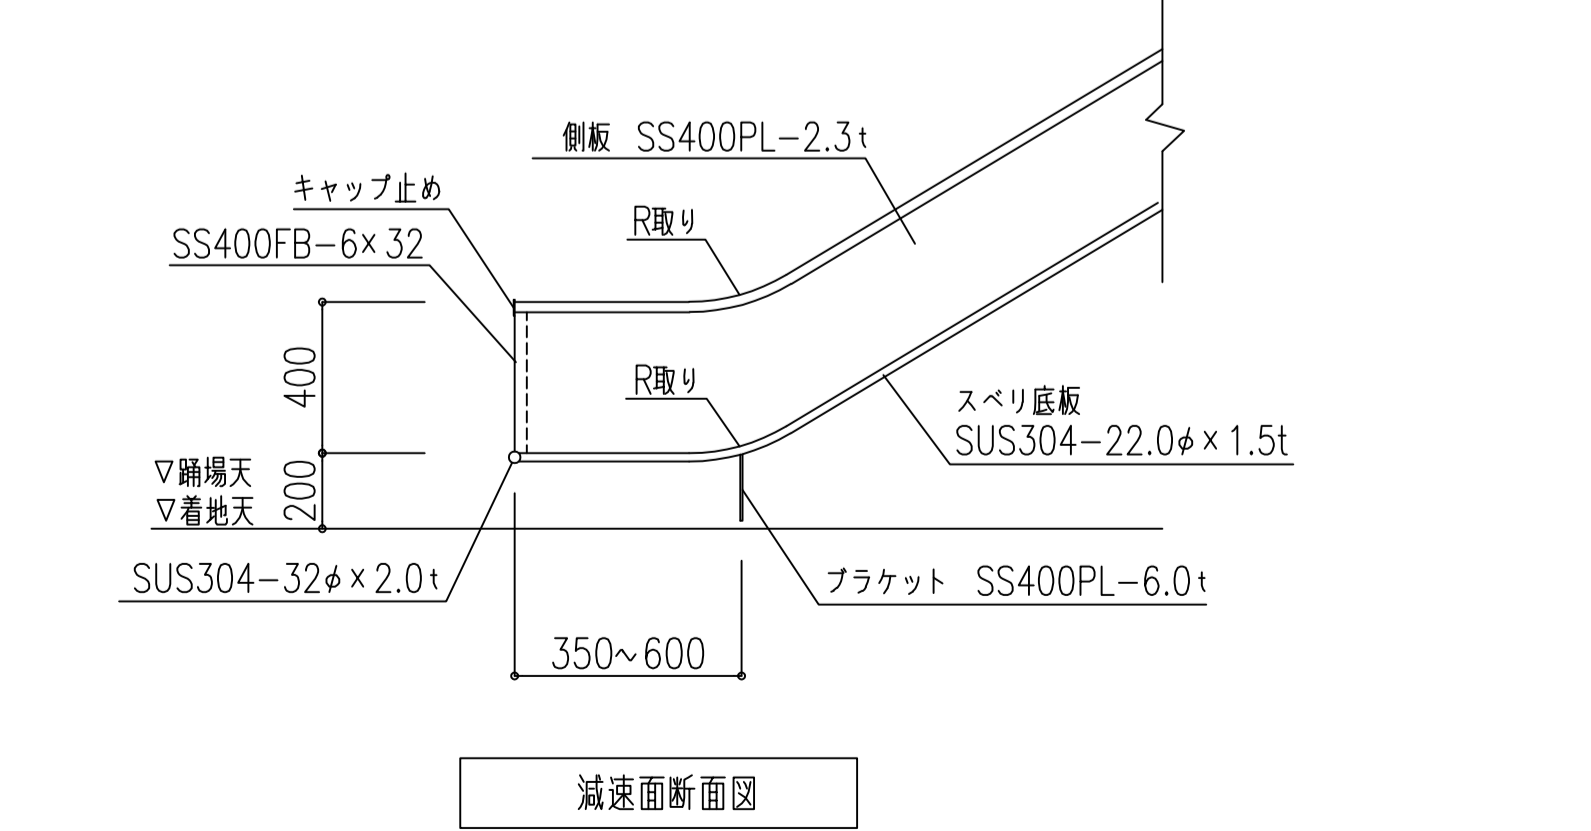 側板 SS400PL-2.3t
キャップ止め
R取り
SS400FB-6×32
400
R取り
スベリ底板
SUS304-22.0φ×1.5t
▽踊場天
▽着地天
200
SUS304-32φ×2.0t
ブラケット SS400PL-6.0t
350~600
減速面断面図